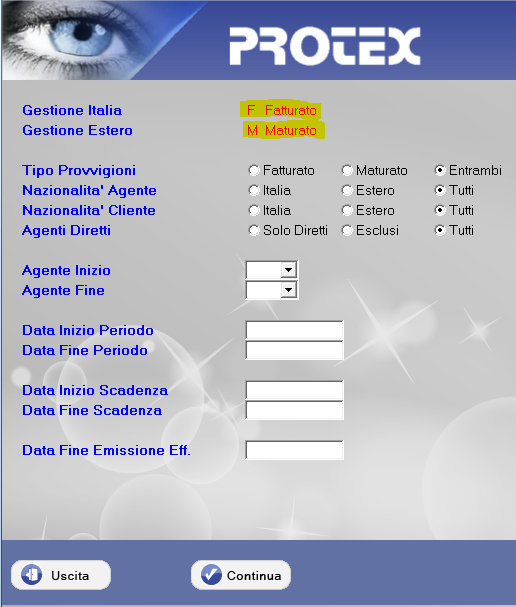 PROTEX
Gestione Italia F Fatturato
Gestione Estero M Maturato
Tipo Provvigioni Fatturato Maturato Entrambi
Nazionalita' Agente Italia Estero Tutti
Nazionalita' Cliente Italia Estero Tutti
Agenti Diretti Solo Diretti Esclusi Tutti
Agente Inizio
Agente Fine
Data Inizio Periodo
Data Fine Periodo
Data Inizio Scadenza
Data Fine Scadenza
Data Fine Emissione Eff.
Uscita Continua